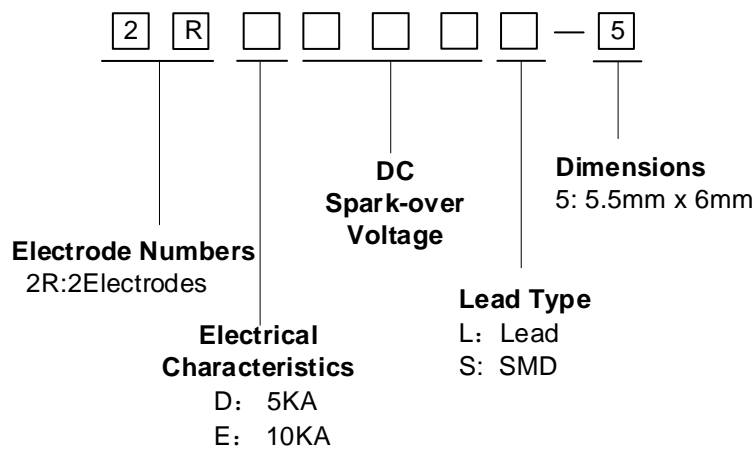 2 R — 5
DC
Spark-over
Voltage
Dimensions
5: 5.5mm x 6mm
Electrode Numbers
2R:2Electrodes
Lead Type
L： Lead
S: SMD
Electrical
Characteristics
D： 5KA
E： 10KA